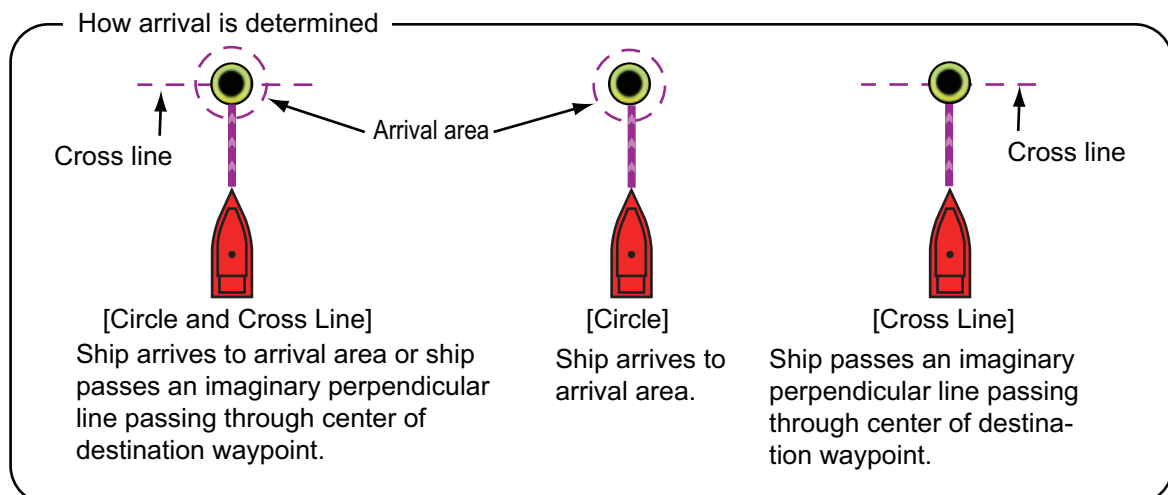 How arrival is determined
Cross line
Arrival area
Cross line
[Circle and Cross Line]
Ship arrives to arrival area or ship
passes an imaginary perpendicular
line passing through center of
destination waypoint.
[Circle]
Ship arrives to
arrival area.
[Cross Line]
Ship passes an imaginary
perpendicular line passing
through center of destina-
tion waypoint.